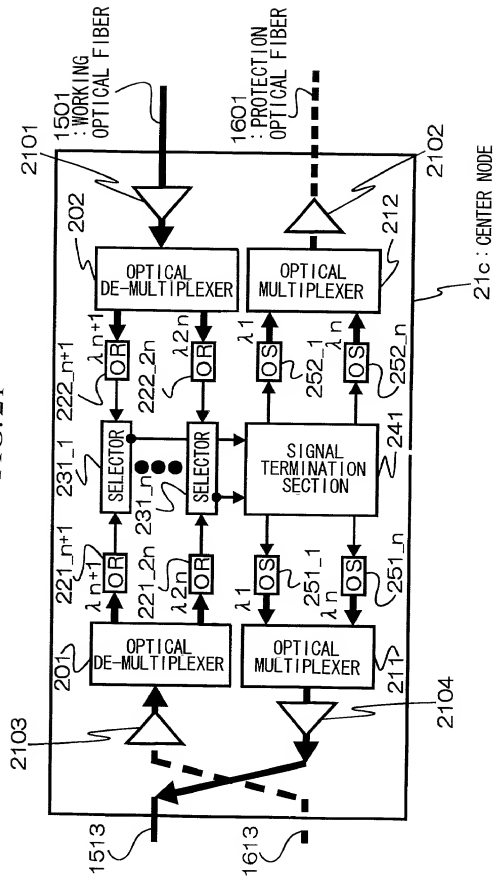 1501
:WORKING
OPTICAL FIBER
1601
:PROTECTION
OPTICAL FIBER
2101
2102
202
OPTICAL
DE-MULTIPLEXER
OPTICAL
MULTIPLEXER
212
21c:CENTER NODE
λn+1
λ2n
λ1
λn
222_n+1
OR
222_2n
OR
OS
252_1
OS
252_n
231_1
SELECTOR
231_n
SELECTOR
SIGNAL
TERMINATION
SECTION
241
221_n+1
OR
221_2n
OR
OS
251_1
OS
251_n
λn+1
λ2n
λ1
λn
201
OPTICAL
DE-MULTIPLEXER
OPTICAL
MULTIPLEXER
211
2103
2104
1513
1613